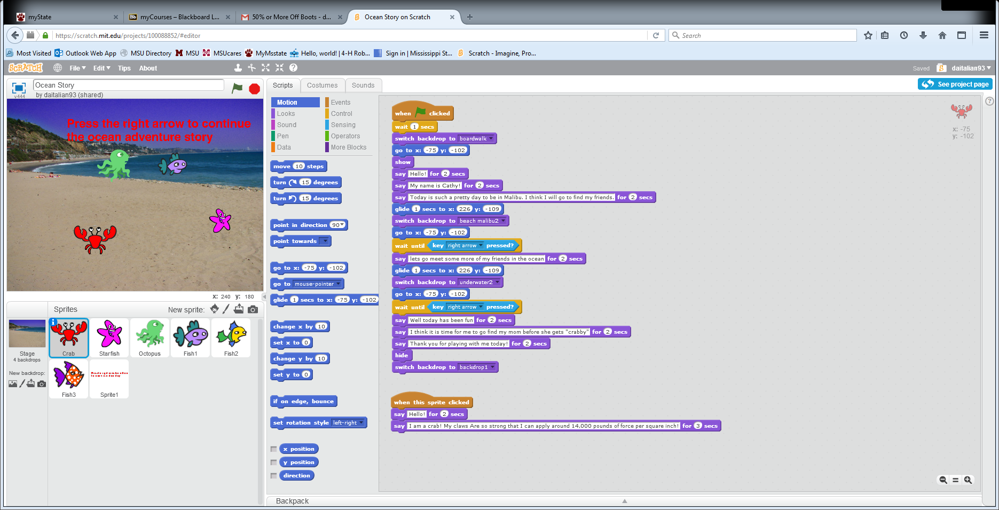 myState
myCourses – Blackboard L...
50% or More Off Boots - d...
Ocean Story on Scratch
https://scratch.mit.edu/projects/100088852/#editor
Search
Most Visited
Outlook Web App
MSU Directory
MSU
MSUcares
MyMsstate
Hello, world! | 4-H Rob...
Sign in | Mississippi St...
Scratch - Imagine, Pro...
SCRATCH
File
Edit
Tips
About
Saved
daitalian93
v444
Ocean Story
by daitalian93 (shared)
Scripts
Costumes
Sounds
See project page
Press the right arrow to continue
the ocean adventure story
x: 240 y: 180
Sprites
New sprite:
Stage
4 backdrops
New backdrop:
Crab
Starfish
Octopus
Fish1
Fish2
Fish3
Sprite1
Motion
Looks
Sound
Pen
Data
Events
Control
Sensing
Operators
More Blocks
move 10 steps
turn 15 degrees
turn 15 degrees
point in direction 90
point towards
go to x: -75 y: -102
go to mouse-pointer
glide 1 secs to x: -75 y: -102
change x by 10
set x to 0
change y by 10
set y to 0
if on edge, bounce
set rotation style left-right
x position
y position
direction
when clicked
wait 1 secs
switch backdrop to boardwalk
go to x: -75 y: -102
show
say Hello! for 2 secs
say My name is Cathy! for 2 secs
say Today is such a pretty day to be in Malibu. I think I will go to find my friends. for 2 secs
glide 1 secs to x: 226 y: -109
switch backdrop to beach malibu2
go to x: -75 y: -102
wait until key right arrow pressed?
say lets go meet some more of my friends in the ocean for 2 secs
glide 1 secs to x: 226 y: -109
switch backdrop to underwater2
go to x: -75 y: -102
wait until key right arrow pressed?
say Well today has been fun for 2 secs
say I think it is time for me to go find my mom before she gets "crabby" for 2 secs
say Thank you for playing with me today! for 2 secs
hide
switch backdrop to backdrop1
when this sprite clicked
say Hello! for 2 secs
say I am a crab! My claws Are so strong that I can apply around 14,000 pounds of force per square inch! for 3 secs
x: -75
y: -102
Backpack